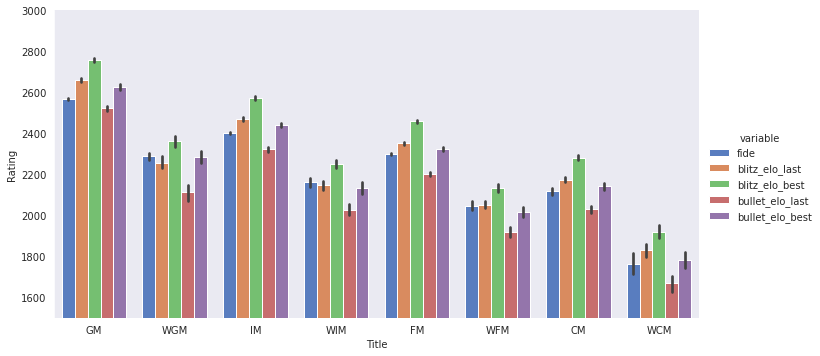 3000
2800
2600
2400
2200
2000
1800
1600
Rating
GM WGM IM WIM FM WFM CM WCM
Title
variable
fide
blitz_elo_last
blitz_elo_best
bullet_elo_last
bullet_elo_best